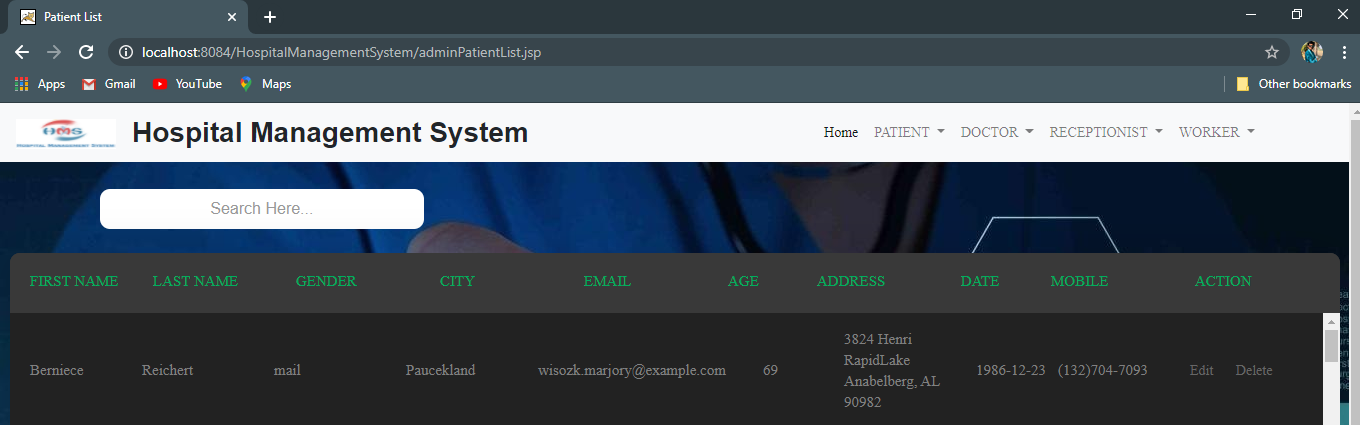 Patient List
localhost:8084/HospitalManagementSystem/adminPatientList.jsp
Apps Gmail YouTube Maps Other bookmarks
HMS
HOSPITAL MANAGEMENT SYSTEM
Hospital Management System Home PATIENT DOCTOR RECEPTIONIST WORKER
Search Here...
FIRST NAME LAST NAME GENDER CITY EMAIL AGE ADDRESS DATE MOBILE ACTION
Berniece Reichert mail Paucekland wisozk.marjory@example.com 69 3824 Henri
RapidLake
Anabelberg, AL
90982
1986-12-23 (132)704-7093 Edit Delete